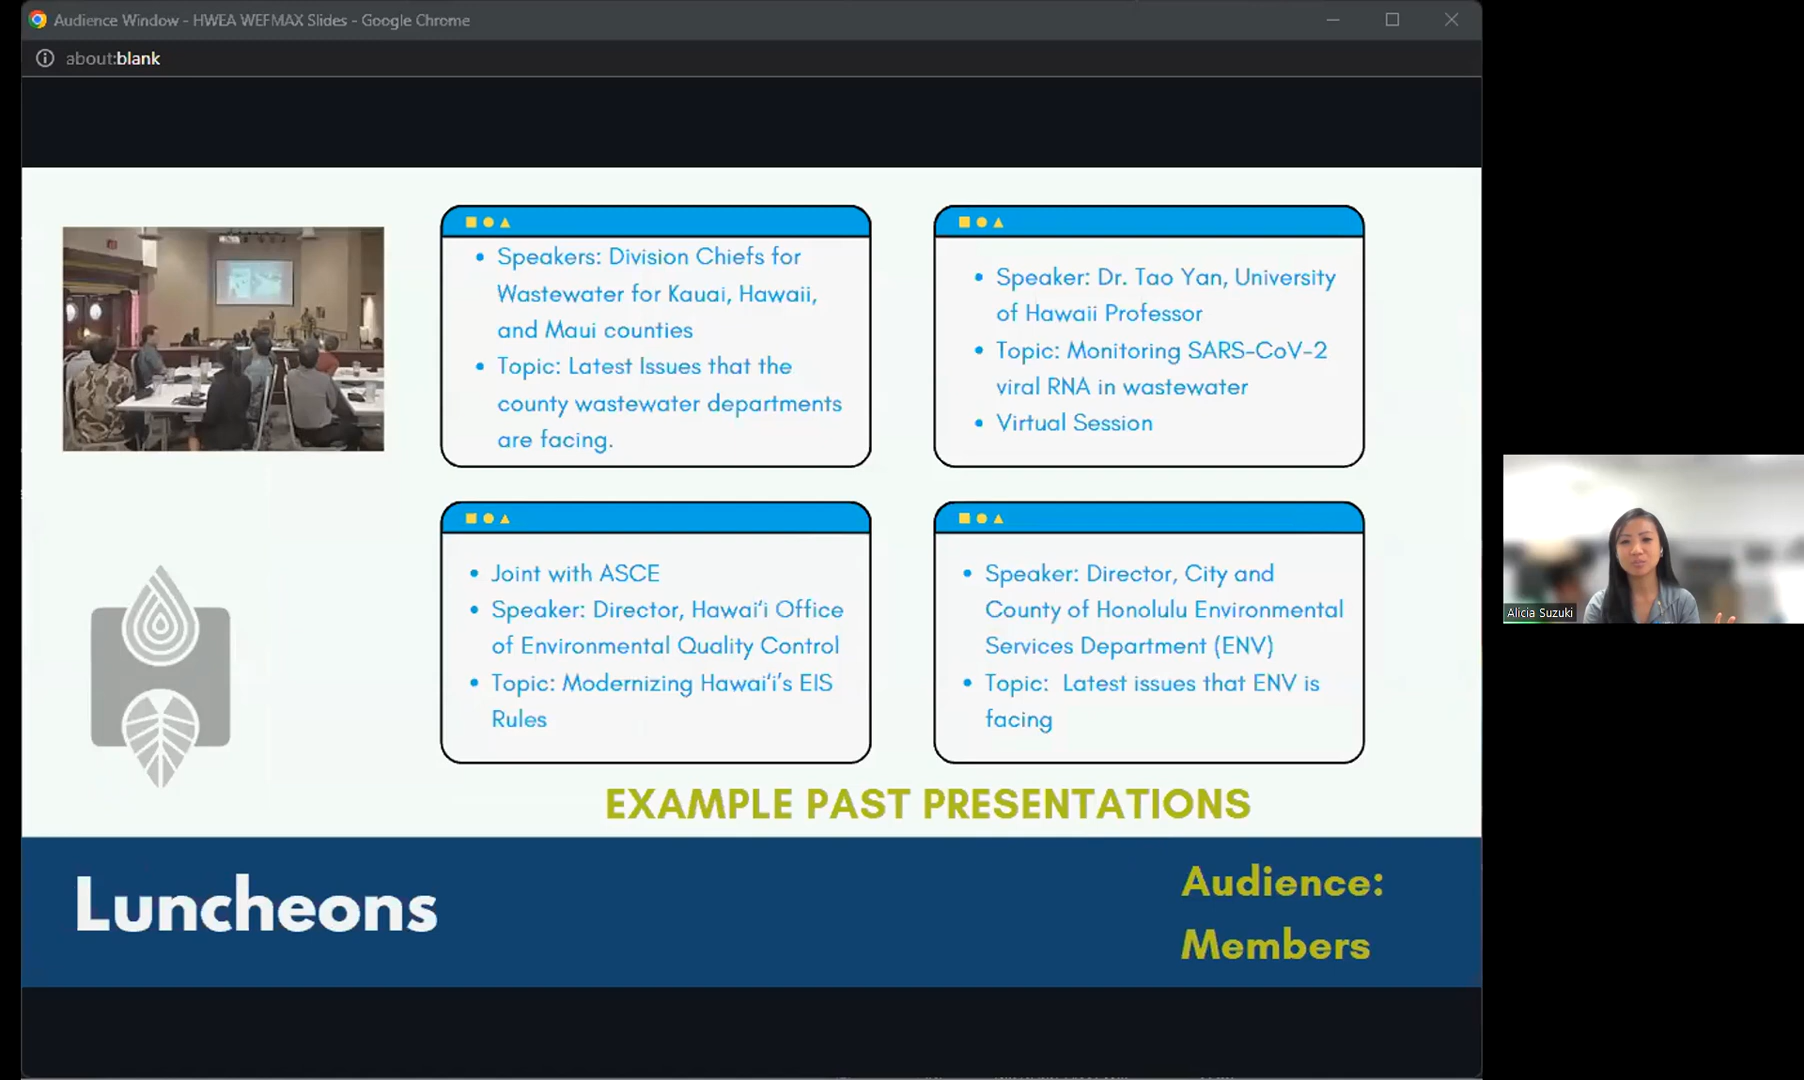 Audience Window - HWEA WEFMAX Slides - Google Chrome
about:blank
• Speakers: Division Chiefs for
Wastewater for Kauai, Hawaii,
and Maui counties
• Topic: Latest Issues that the
county wastewater departments
are facing.
• Speaker: Dr. Tao Yan, University
of Hawaii Professor
• Topic: Monitoring SARS-CoV-2
viral RNA in wastewater
• Virtual Session
• Joint with ASCE
• Speaker: Director, Hawaiʻi Office
of Environmental Quality Control
• Topic: Modernizing Hawaiʻi’s EIS
Rules
• Speaker: Director, City and
County of Honolulu Environmental
Services Department (ENV)
• Topic: Latest issues that ENV is
facing
EXAMPLE PAST PRESENTATIONS
Luncheons
Audience:
Members
Alicia Suzuki